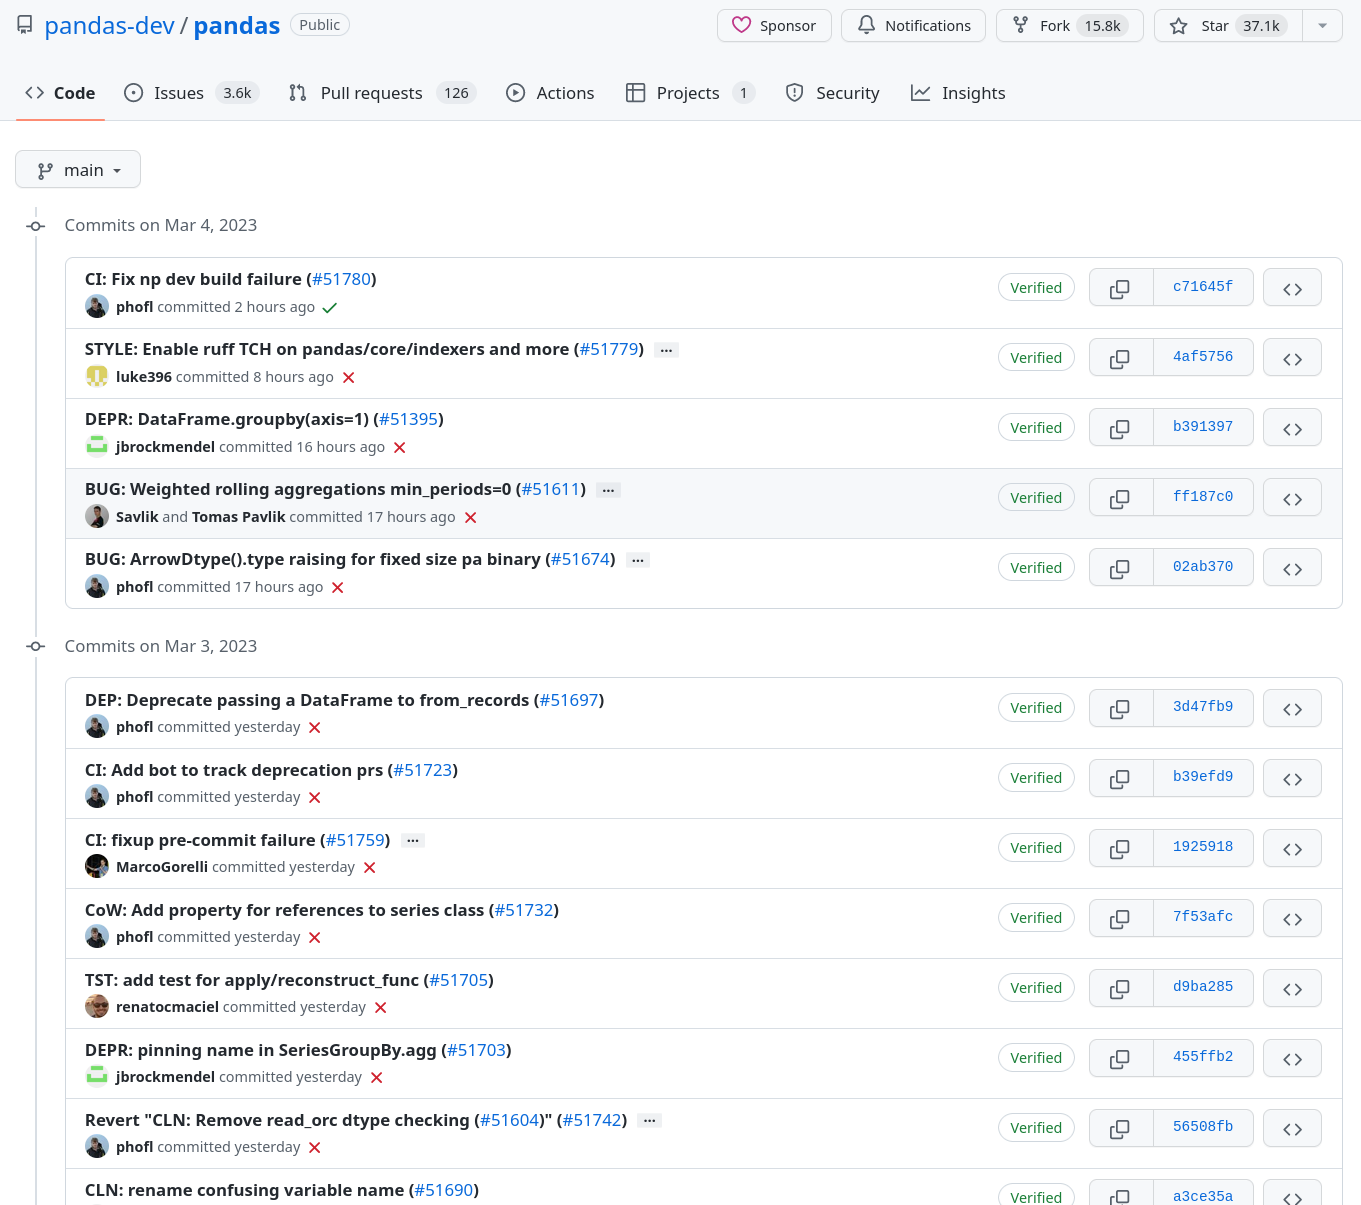 pandas-dev / pandas Public Sponsor Notifications Fork 15.8k Star 37.1k
Code Issues 3.6k Pull requests 126 Actions Projects 1 Security Insights
main
Commits on Mar 4, 2023
CI: Fix np dev build failure (#51780)
phofl committed 2 hours ago
Verified c71645f
STYLE: Enable ruff TCH on pandas/core/indexers and more (#51779) ...
luke396 committed 8 hours ago
Verified 4af5756
DEPR: DataFrame.groupby(axis=1) (#51395)
jbrockmendel committed 16 hours ago
Verified b391397
BUG: Weighted rolling aggregations min_periods=0 (#51611) ...
Savlik and Tomas Pavlik committed 17 hours ago
Verified ff187c0
BUG: ArrowDtype().type raising for fixed size pa binary (#51674) ...
phofl committed 17 hours ago
Verified 02ab370
Commits on Mar 3, 2023
DEP: Deprecate passing a DataFrame to from_records (#51697)
phofl committed yesterday
Verified 3d47fb9
CI: Add bot to track deprecation prs (#51723)
phofl committed yesterday
Verified b39efd9
CI: fixup pre-commit failure (#51759) ...
MarcoGorelli committed yesterday
Verified 1925918
CoW: Add property for references to series class (#51732)
phofl committed yesterday
Verified 7f53afc
TST: add test for apply/reconstruct_func (#51705)
renatocmaciel committed yesterday
Verified d9ba285
DEPR: pinning name in SeriesGroupBy.agg (#51703)
jbrockmendel committed yesterday
Verified 455ffb2
Revert "CLN: Remove read_orc dtype checking (#51604)" (#51742) ...
phofl committed yesterday
Verified 56508fb
CLN: rename confusing variable name (#51690)
Verified a3ce35a